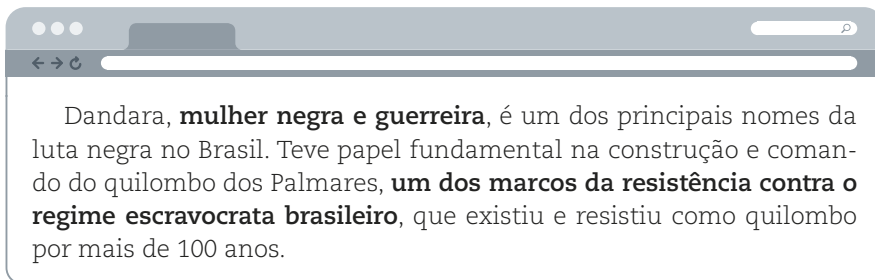 Dandara, mulher negra e guerreira, é um dos principais nomes da
luta negra no Brasil. Teve papel fundamental na construção e coman-
do do quilombo dos Palmares, um dos marcos da resistência contra o
regime escravocrata brasileiro, que existiu e resistiu como quilombo
por mais de 100 anos.